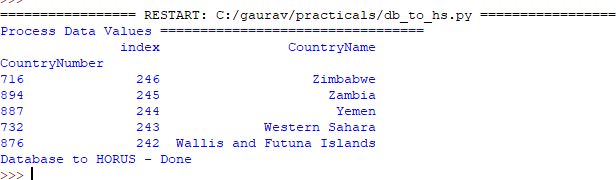 >>>
================= RESTART: C:/gaurav/practicals/db_to_hs.py =================
Process Data Values =================================
index CountryName
CountryNumber
716 246 Zimbabwe
894 245 Zambia
887 244 Yemen
732 243 Western Sahara
876 242 Wallis and Futuna Islands
Database to HORUS - Done
>>>